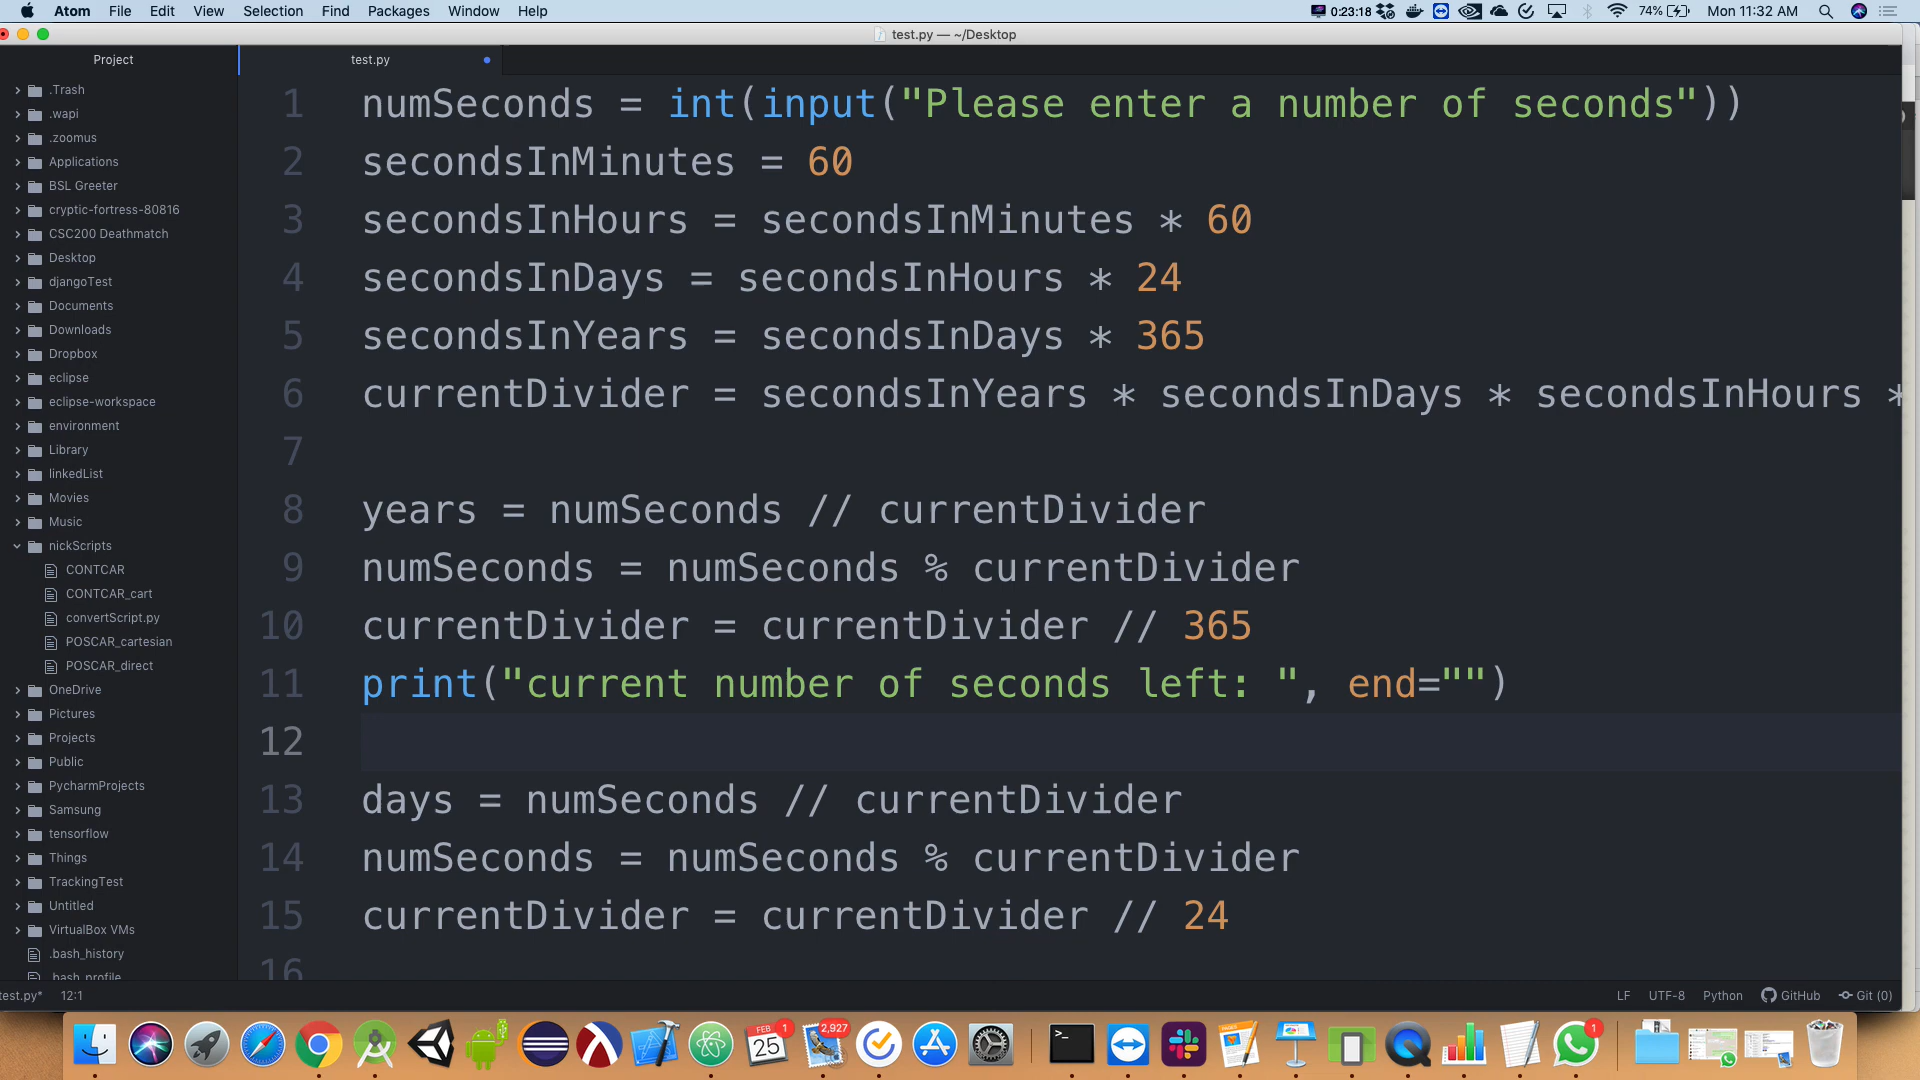 Atom File Edit View Selection Find Packages Window Help 0:23:18 74% Mon 11:32 AM
test.py — ~/Desktop
Project
test.py
.Trash
.wapi
.zoomus
Applications
BSL Greeter
cryptic-fortress-80816
CSC200 Deathmatch
Desktop
djangoTest
Documents
Downloads
Dropbox
eclipse
eclipse-workspace
environment
Library
linkedList
Movies
Music
nickScripts
CONTCAR
CONTCAR_cart
convertScript.py
POSCAR_cartesian
POSCAR_direct
OneDrive
Pictures
Projects
Public
PycharmProjects
Samsung
tensorflow
Things
TrackingTest
Untitled
VirtualBox VMs
.bash_history
.bash_profile
1 numSeconds = int(input("Please enter a number of seconds"))
2 secondsInMinutes = 60
3 secondsInHours = secondsInMinutes * 60
4 secondsInDays = secondsInHours * 24
5 secondsInYears = secondsInDays * 365
6 currentDivider = secondsInYears * secondsInDays * secondsInHours *
7
8 years = numSeconds // currentDivider
9 numSeconds = numSeconds % currentDivider
10 currentDivider = currentDivider // 365
11 print("current number of seconds left: ", end="")
12
13 days = numSeconds // currentDivider
14 numSeconds = numSeconds % currentDivider
15 currentDivider = currentDivider // 24
16
test.py* 12:1 LF UTF-8 Python GitHub Git (0)
FEB 25 1 2,927 >_ 1